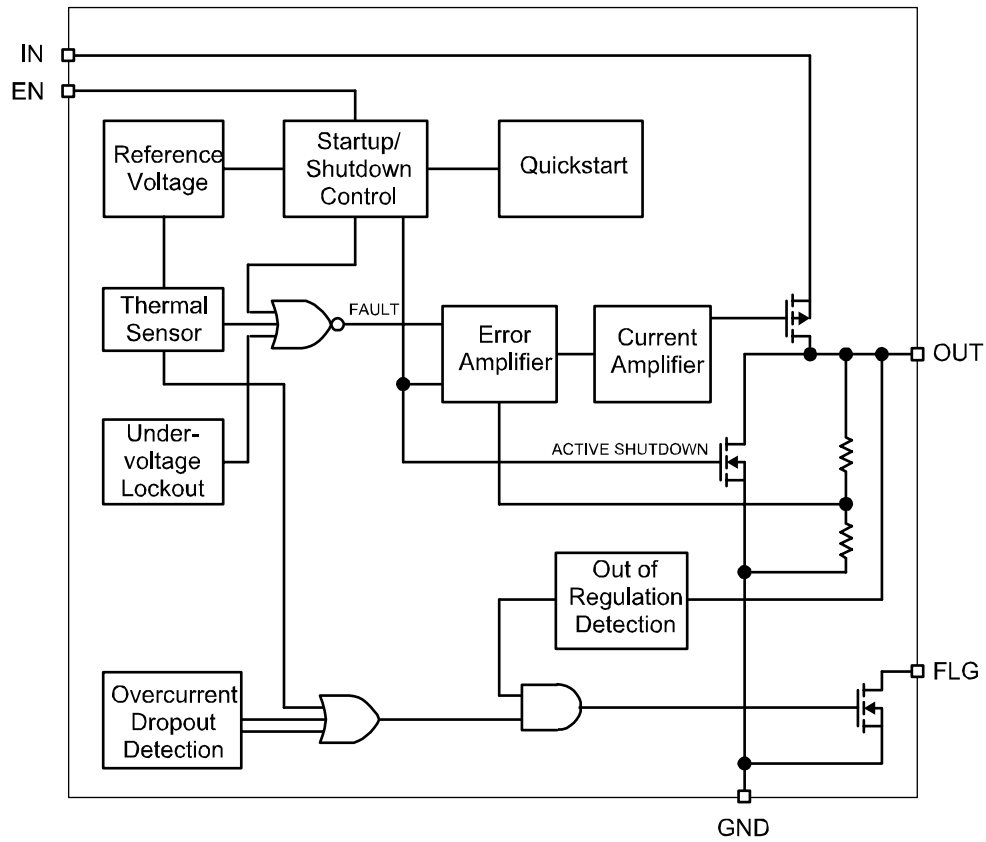 IN
EN
Reference
Voltage
Startup/
Shutdown
Control
Quickstart
Thermal
Sensor
FAULT
Error
Amplifier
Current
Amplifier
OUT
Under-
voltage
Lockout
ACTIVE SHUTDOWN
Out of
Regulation
Detection
Overcurrent
Dropout
Detection
FLG
GND